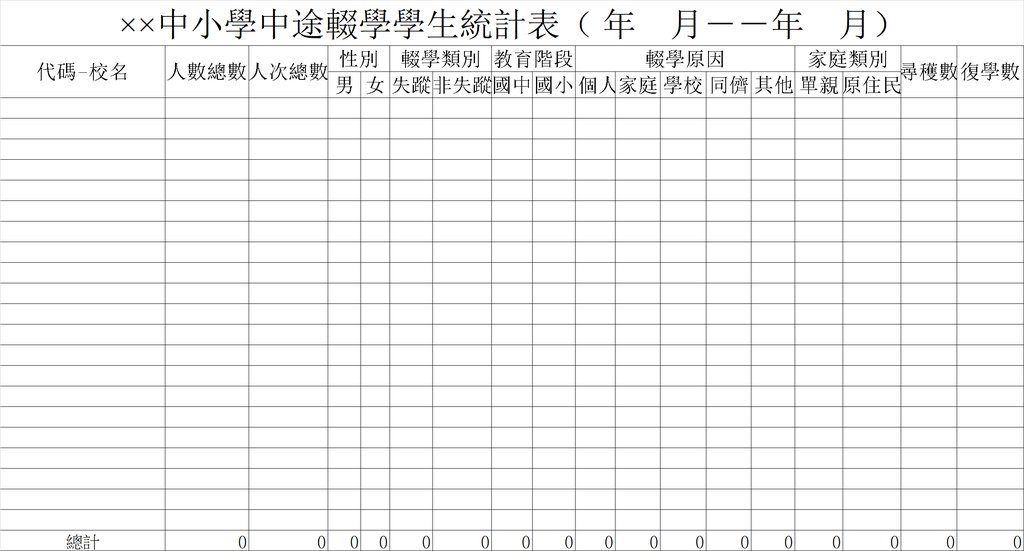 ××中小學中途輟學學生統計表（ 年　月－－年　月）
代碼-校名 人數總數 人次總數 性別 輟學類別 教育階段 輟學原因 家庭類別 尋穫數 復學數
男 女 失蹤 非失蹤 國中 國小 個人 家庭 學校 同儕 其他 單親 原住民
總計 0 0 0 0 0 0 0 0 0 0 0 0 0 0 0 0 0